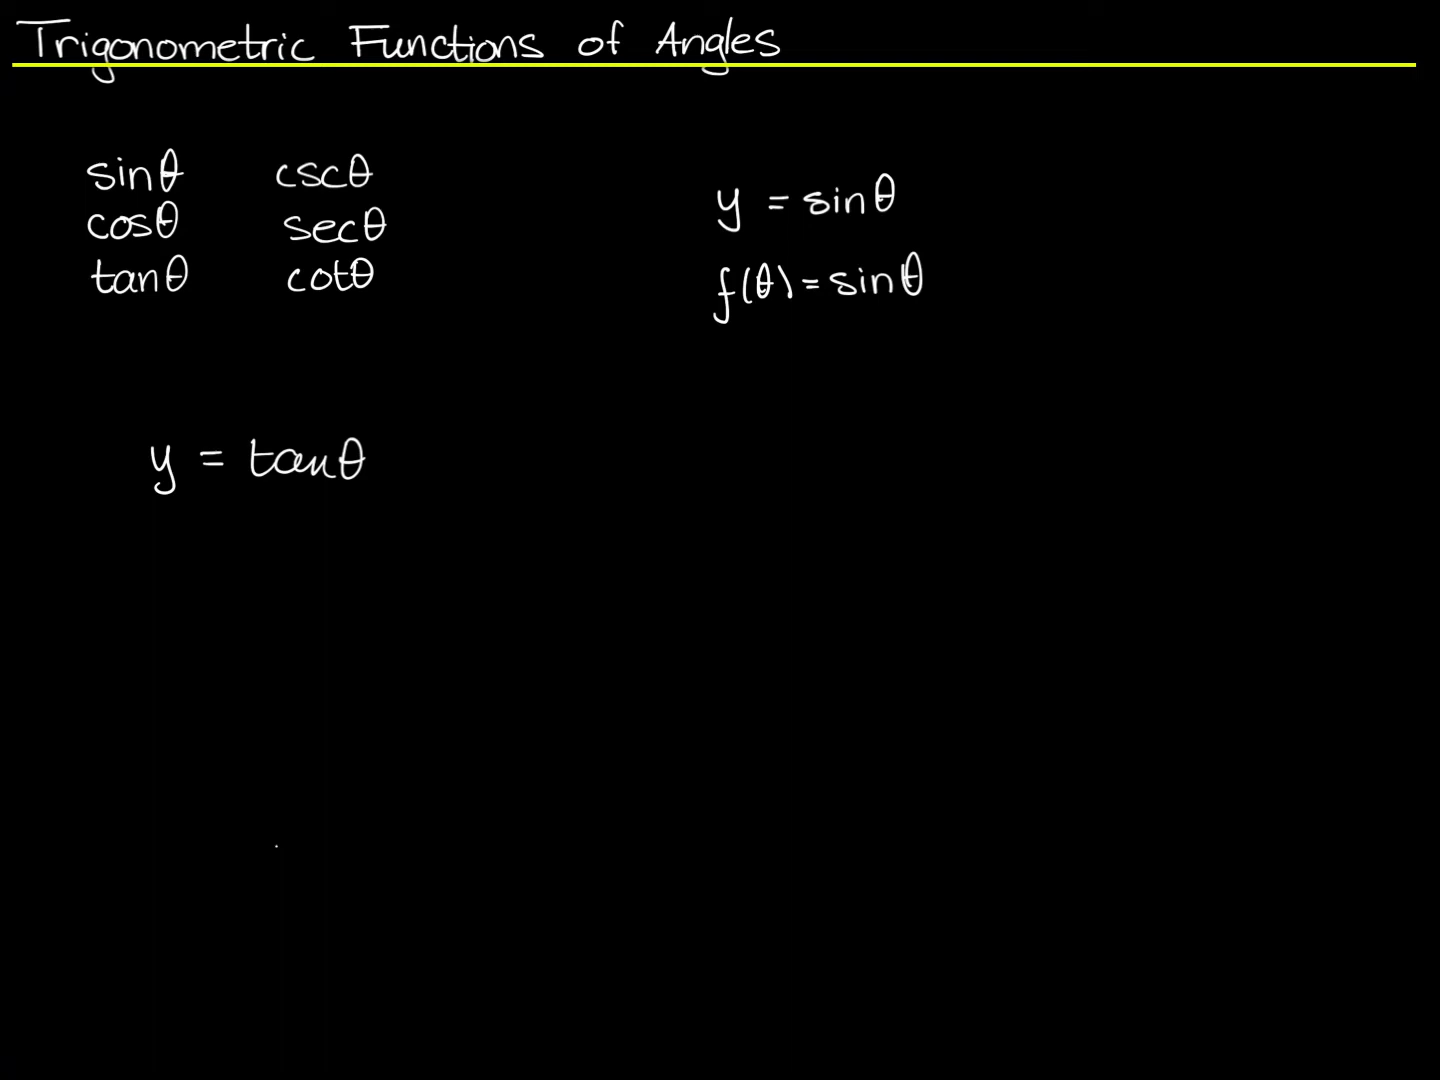 Trigonometric Functions of Angles
sinθ cscθ
cosθ secθ
tanθ cotθ
y = sinθ
f(θ) = sinθ
y = tanθ